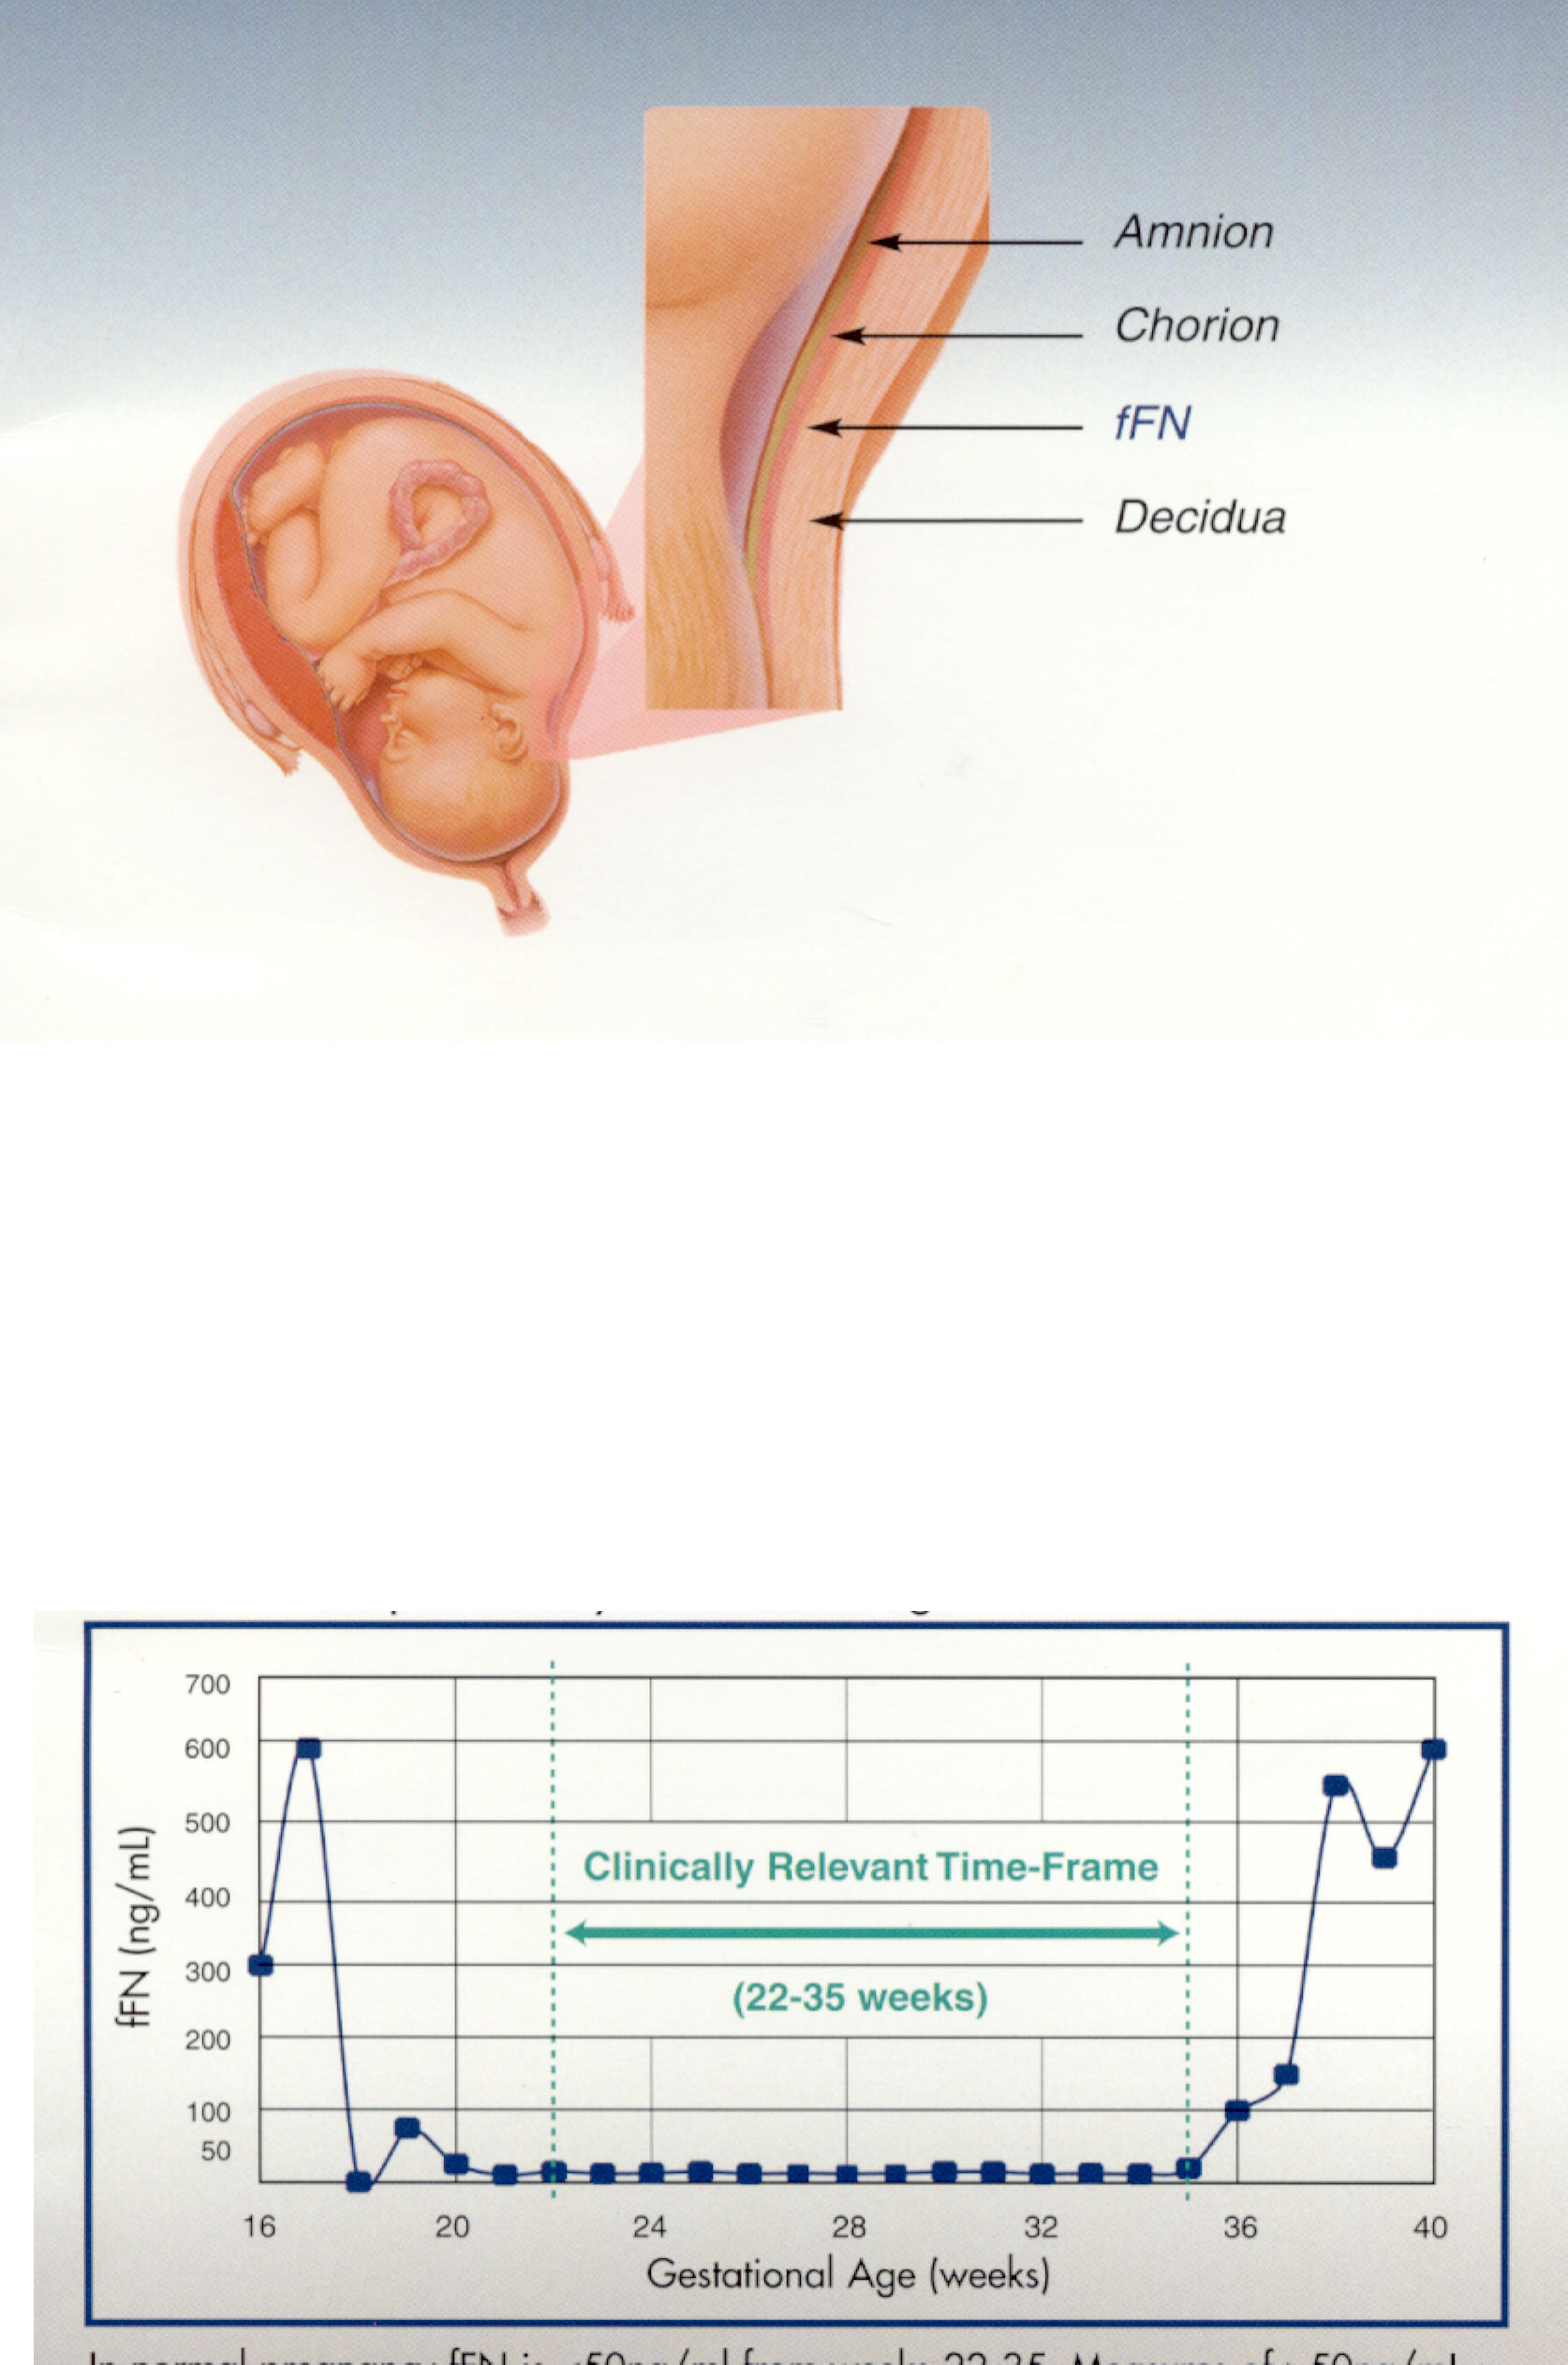 Amnion
Chorion
fFN
Decidua
700
600
500
400
300
200
100
50
fFN (ng/mL)
Clinically Relevant Time-Frame
(22-35 weeks)
16 20 24 28 32 36 40
Gestational Age (weeks)